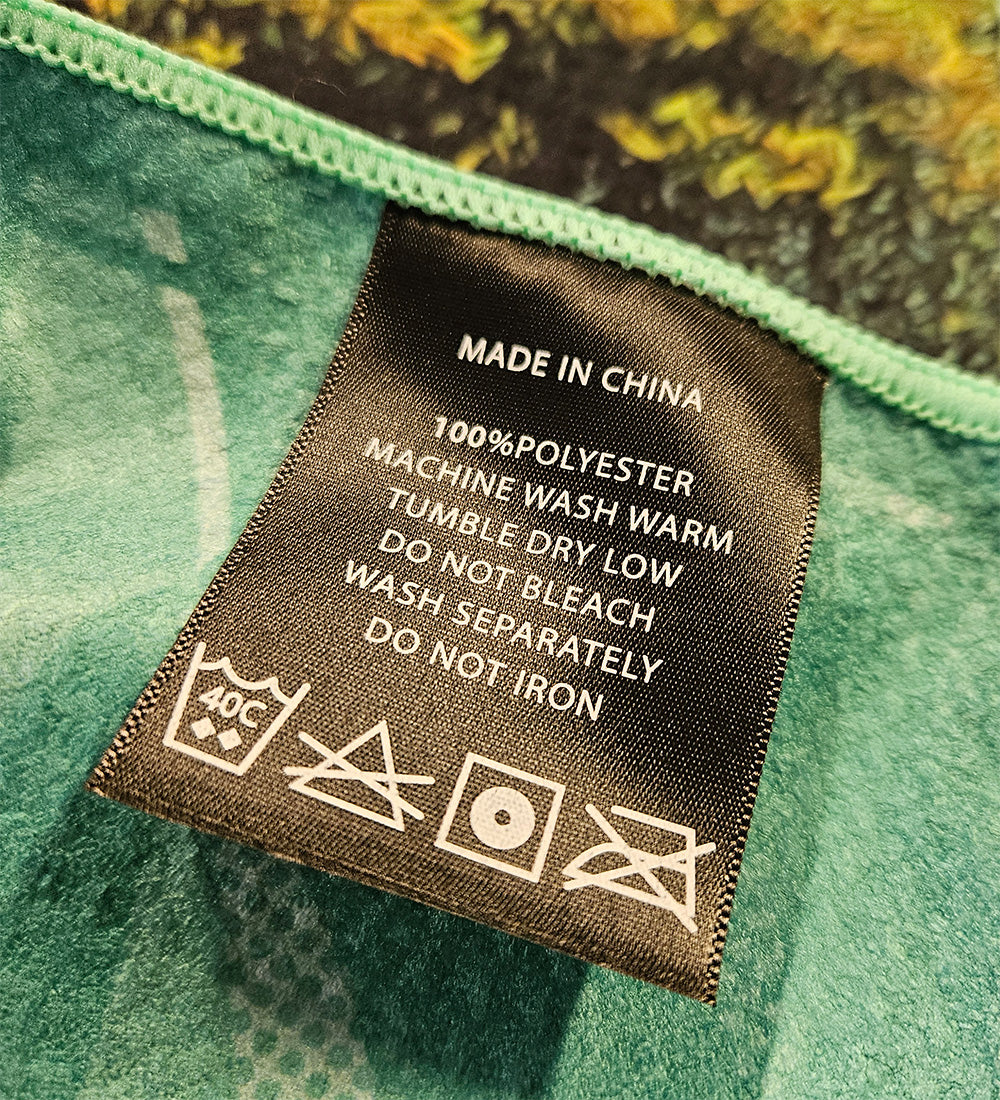 MADE IN CHINA
100%POLYESTER
MACHINE WASH WARM
TUMBLE DRY LOW
DO NOT BLEACH
WASH SEPARATELY
DO NOT IRON
40C